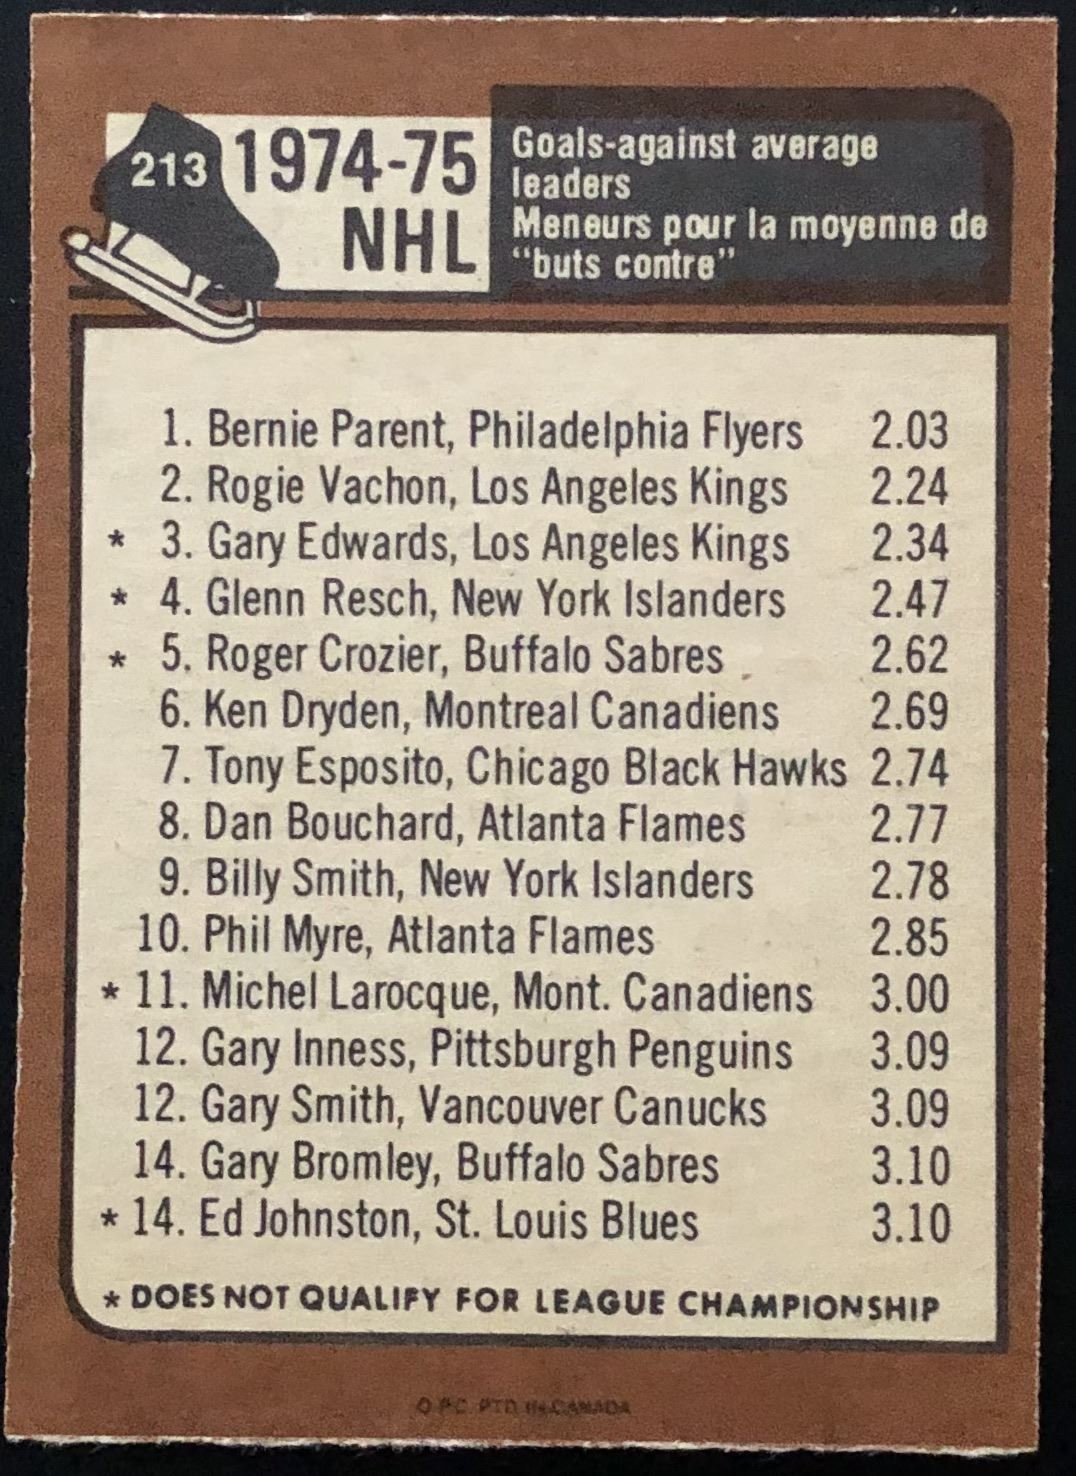 213
1974-75
NHL
Goals-against average
leaders
Meneurs pour la moyenne de
"buts contre"
1. Bernie Parent, Philadelphia Flyers 2.03
2. Rogie Vachon, Los Angeles Kings 2.24
* 3. Gary Edwards, Los Angeles Kings 2.34
* 4. Glenn Resch, New York Islanders 2.47
* 5. Roger Crozier, Buffalo Sabres 2.62
6. Ken Dryden, Montreal Canadiens 2.69
7. Tony Esposito, Chicago Black Hawks 2.74
8. Dan Bouchard, Atlanta Flames 2.77
9. Billy Smith, New York Islanders 2.78
10. Phil Myre, Atlanta Flames 2.85
* 11. Michel Larocque, Mont. Canadiens 3.00
12. Gary Inness, Pittsburgh Penguins 3.09
12. Gary Smith, Vancouver Canucks 3.09
14. Gary Bromley, Buffalo Sabres 3.10
* 14. Ed Johnston, St. Louis Blues 3.10
* DOES NOT QUALIFY FOR LEAGUE CHAMPIONSHIP
O.P.C. PTD. IN CANADA